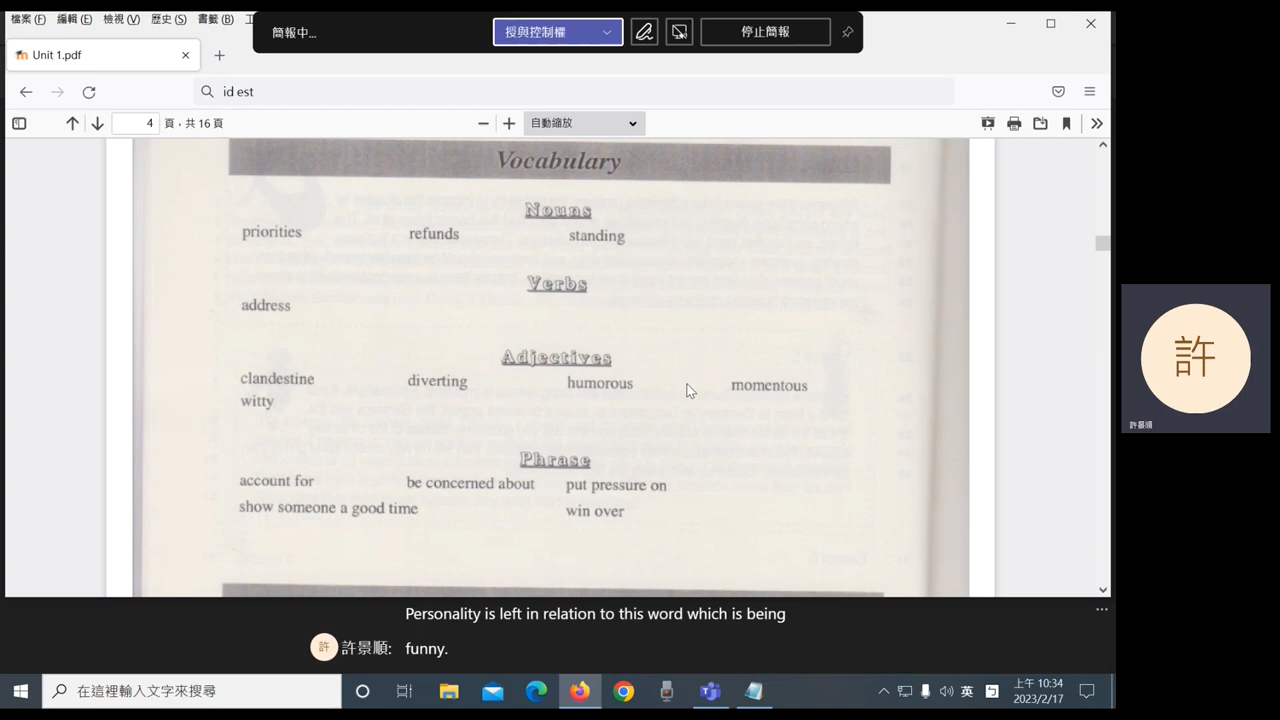 檔案 (F) 編輯 (E) 檢視 (V) 歷史 (S) 書籤 (B)
簡報中...
授與控制權
停止簡報
Unit 1.pdf
id est
4 頁，共 16 頁
自動縮放
Vocabulary
Nouns
priorities refunds standing
Verbs
address
Adjectives
clandestine diverting humorous momentous
witty
Phrase
account for be concerned about put pressure on
show someone a good time win over
許
許景順
Personality is left in relation to this word which is being
許 許景順: funny.
在這裡輸入文字來搜尋
英
上午 10:34
2023/2/17